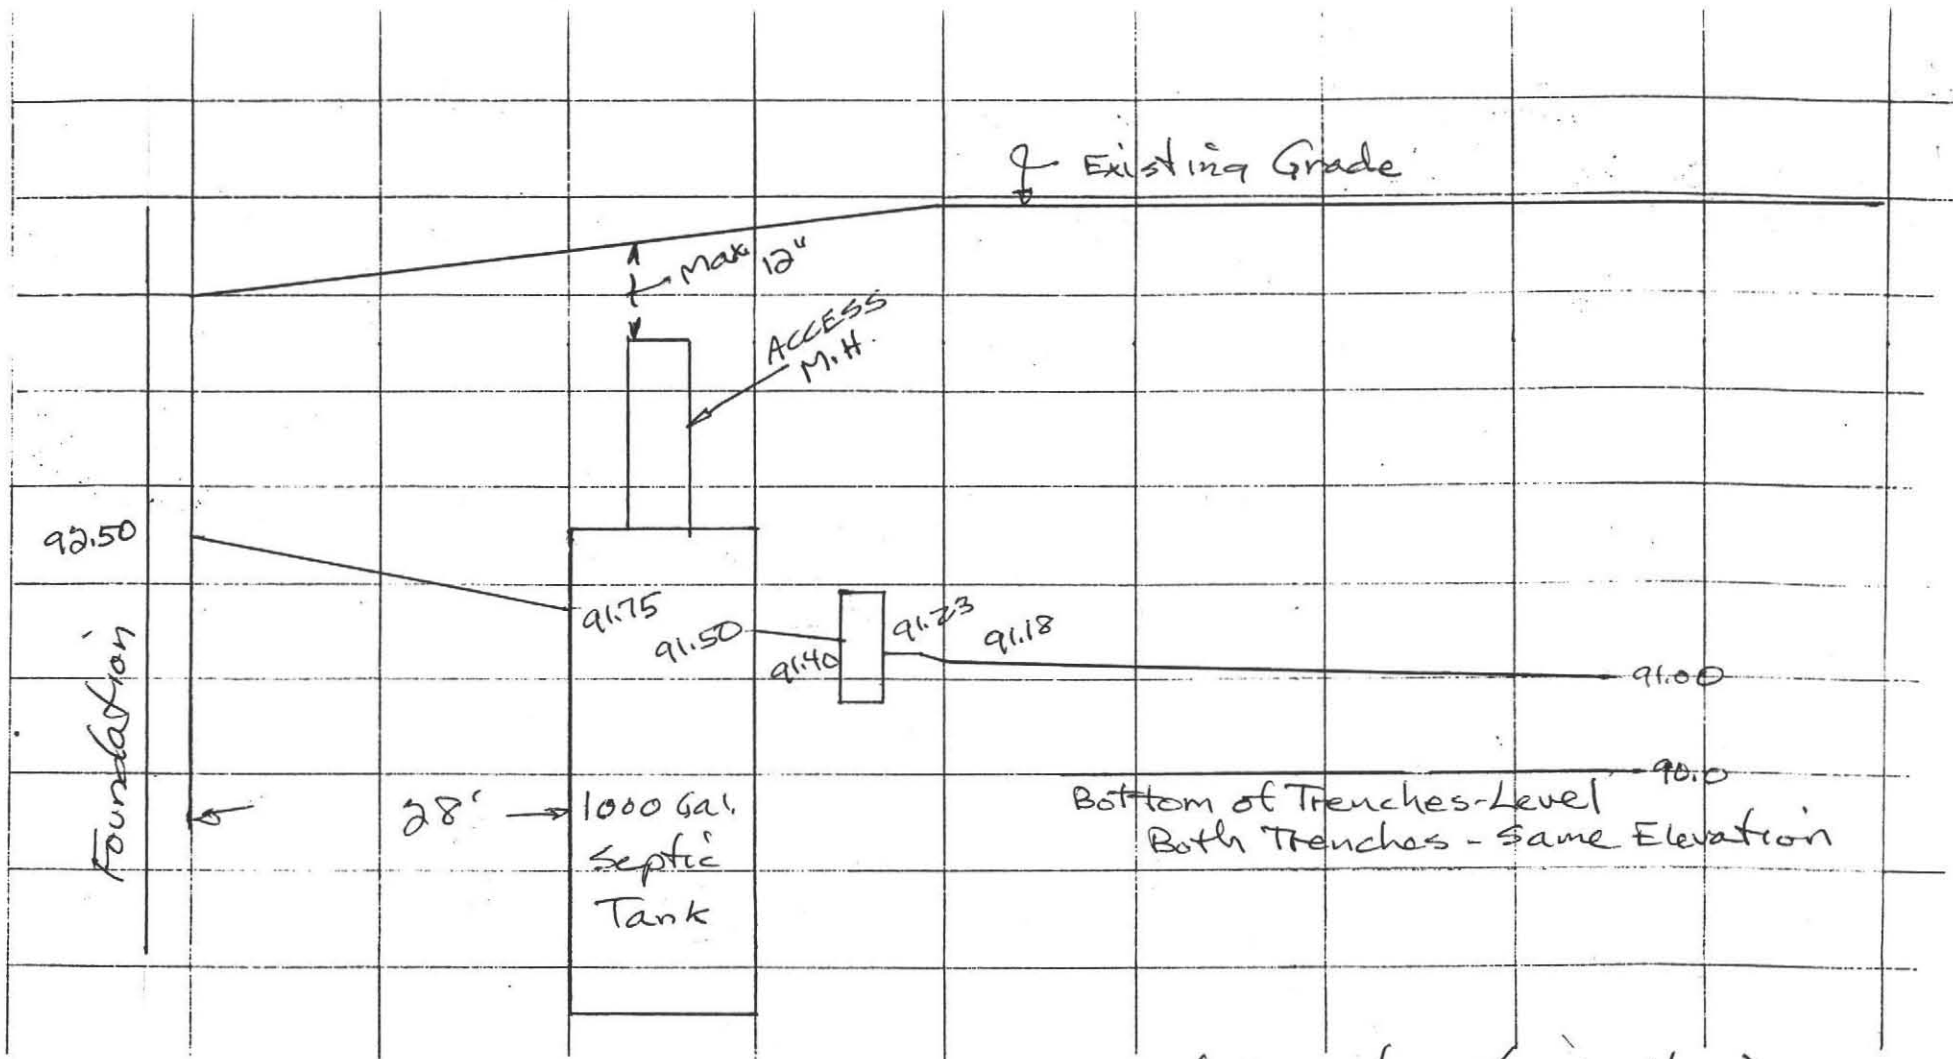 Existing Grade
Max.
12"
ACCESS
M.H.
92.50
91.75
91.50
91.40
91.23
91.18
91.00
90.0
Foundation
28'
1000 Gal.
Septic
Tank
Bottom of Trenches-Level
Both Trenches - Same Elevation